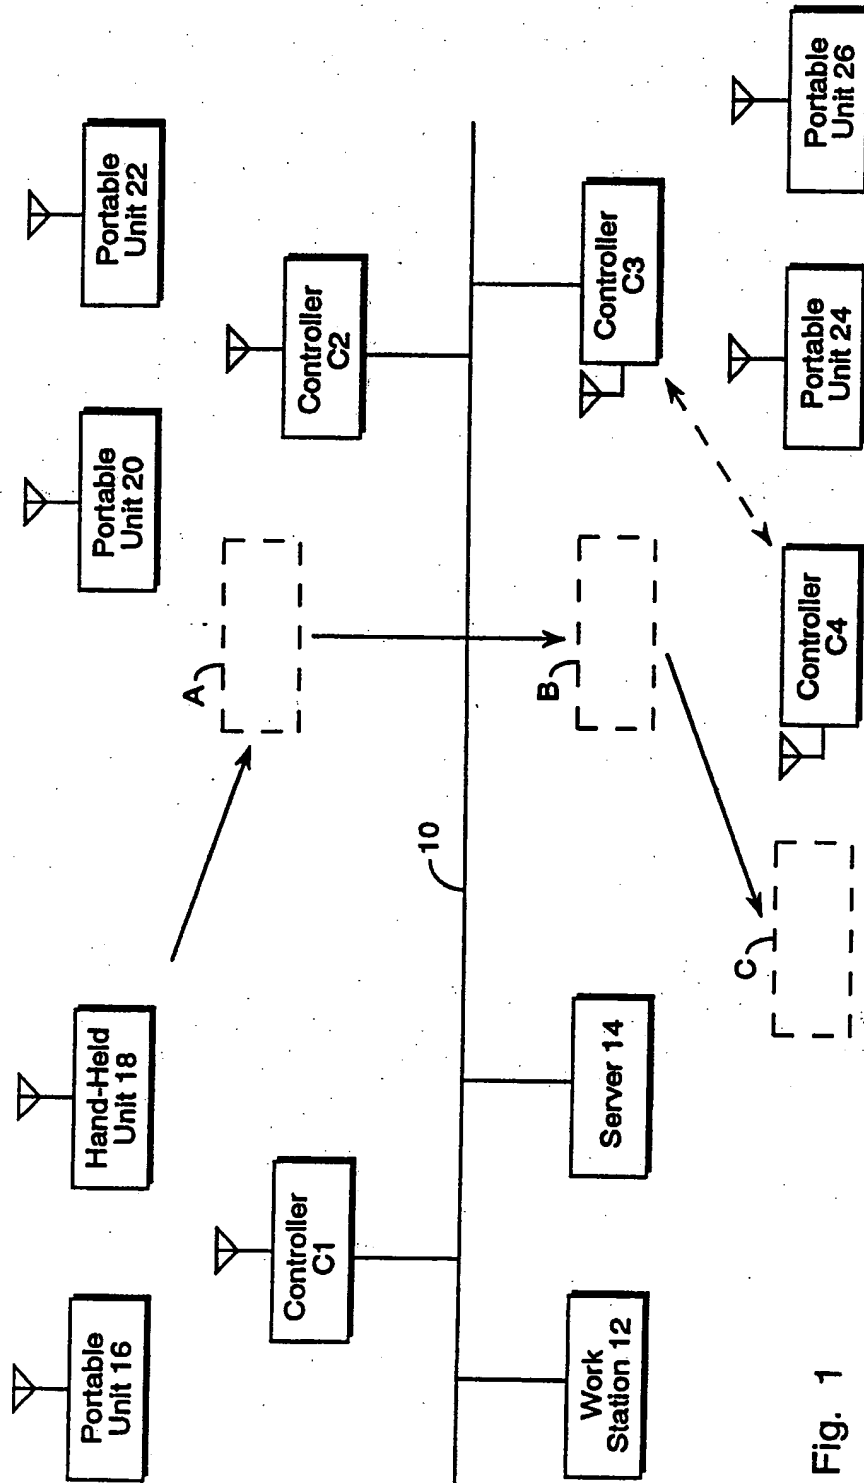 Portable
Unit 16
Hand-Held
Unit 18
Portable
Unit 20
Portable
Unit 22
Controller
C1
A
Controller
C2
10
Work
Station 12
Server 14
B
Controller
C3
C
Controller
C4
Portable
Unit 24
Portable
Unit 26
Fig. 1